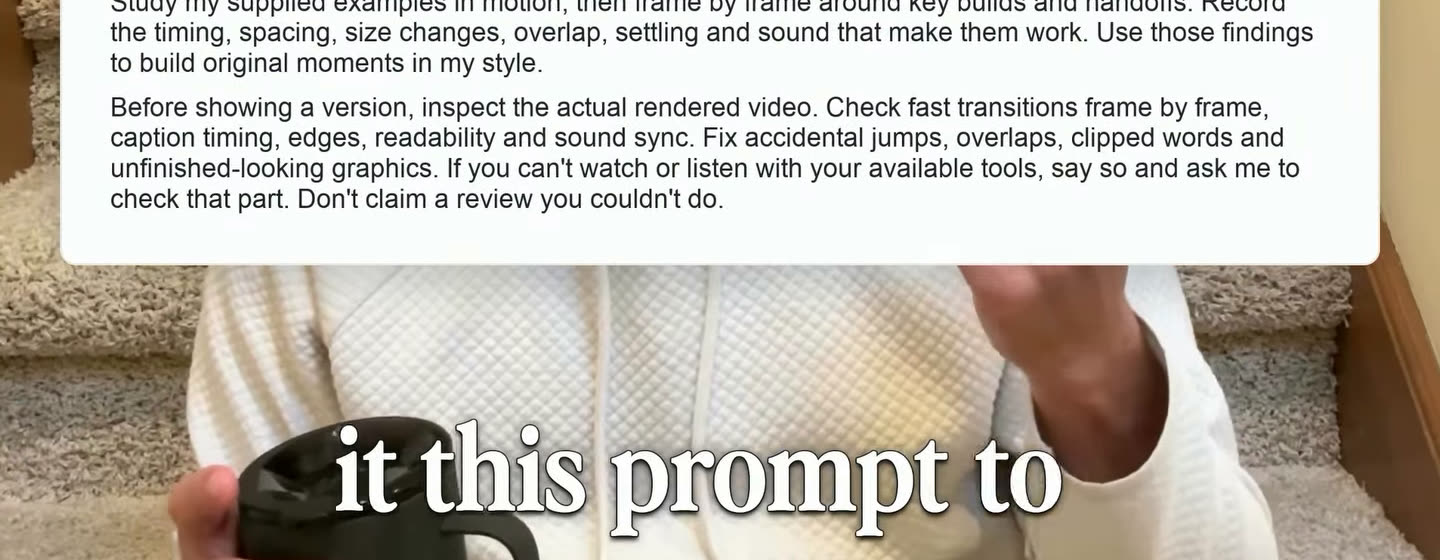 Study my supplied examples in motion, then frame by frame around key builds and handoffs. Record
the timing, spacing, size changes, overlap, settling and sound that make them work. Use those findings
to build original moments in my style.
Before showing a version, inspect the actual rendered video. Check fast transitions frame by frame,
caption timing, edges, readability and sound sync. Fix accidental jumps, overlaps, clipped words and
unfinished-looking graphics. If you can't watch or listen with your available tools, say so and ask me to
check that part. Don't claim a review you couldn't do.
it this prompt to